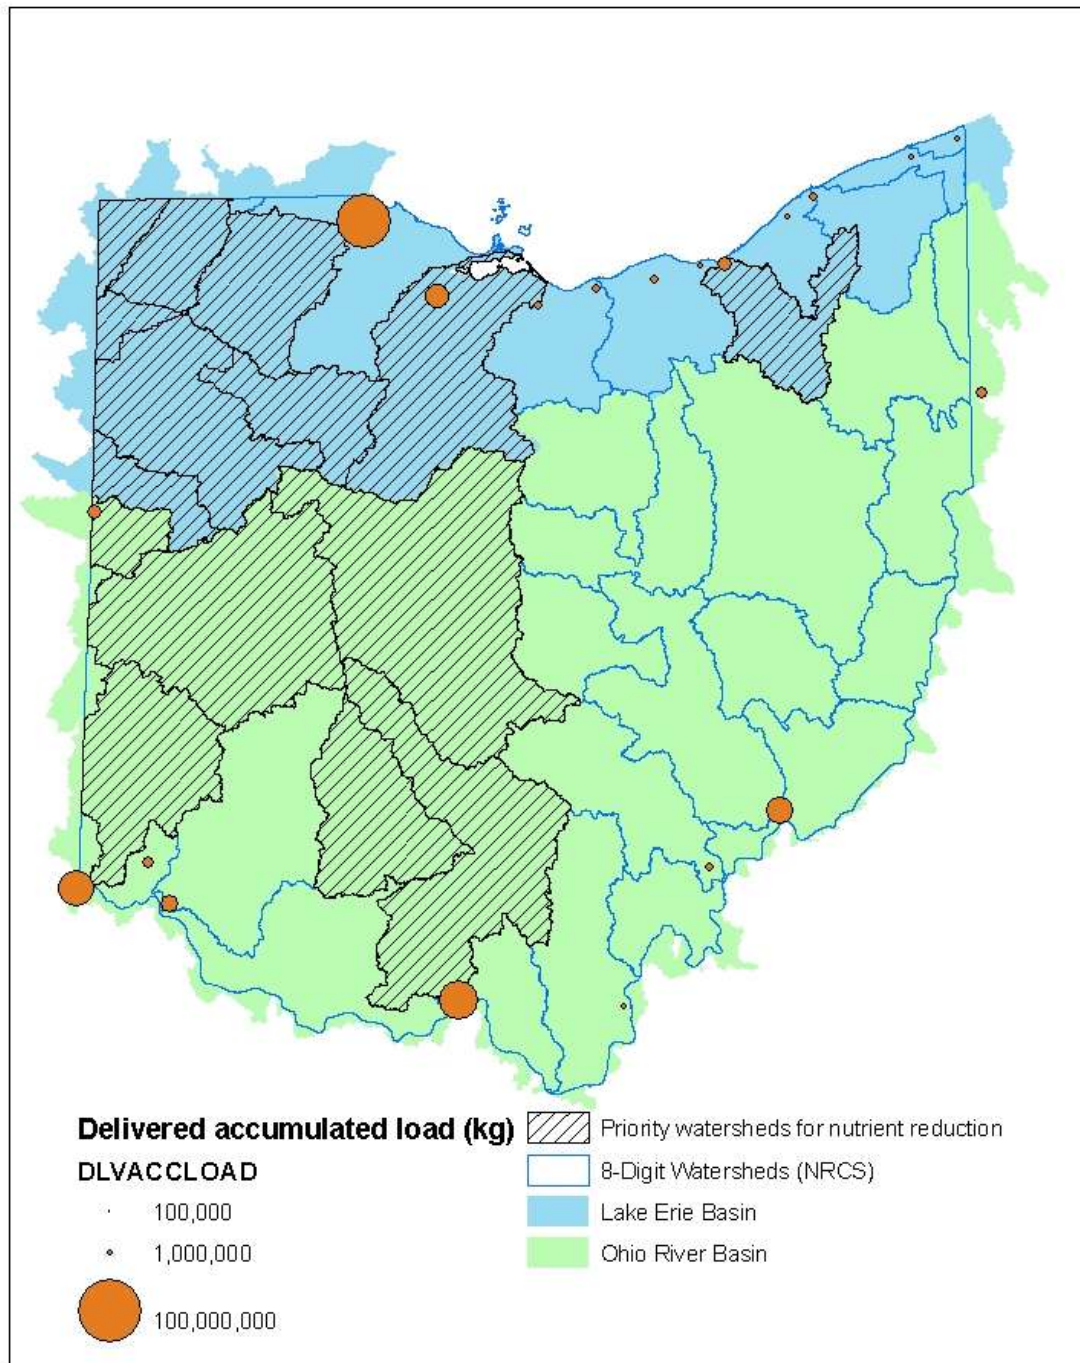 Delivered accumulated load (kg)
DLVACCLOAD
100,000
1,000,000
100,000,000
Priority watersheds for nutrient reduction
8-Digit Watersheds (NRCS)
Lake Erie Basin
Ohio River Basin